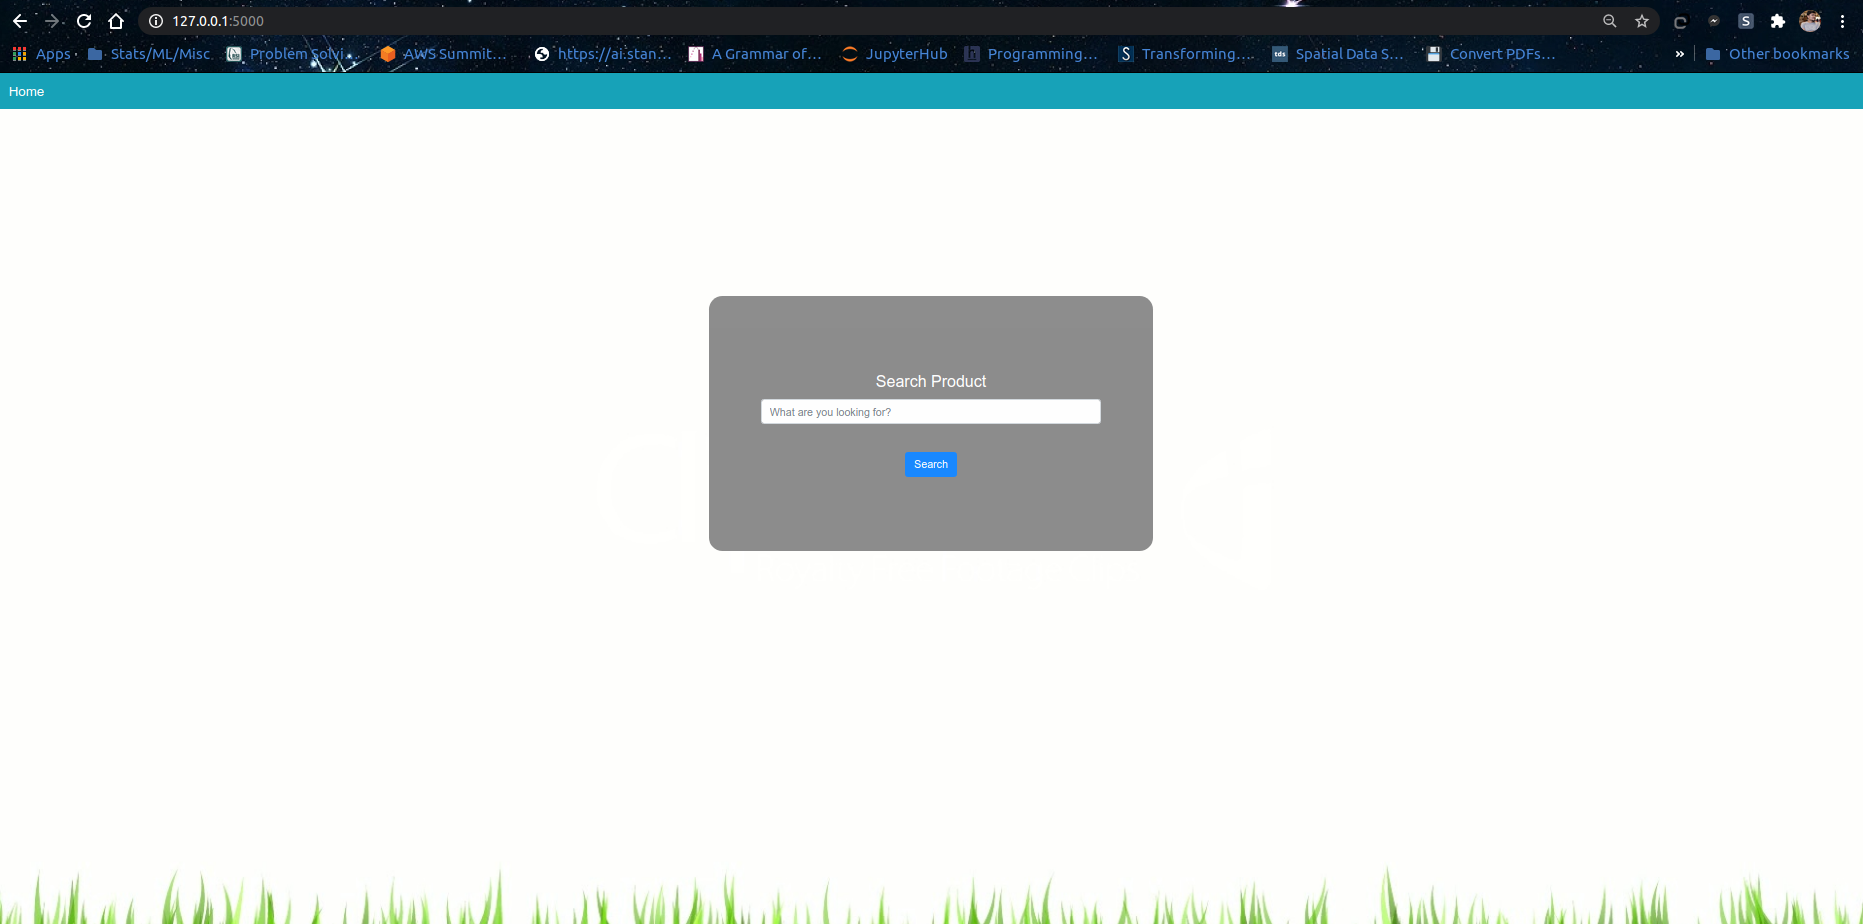 127.0.0.1:5000
Apps Stats/ML/Misc Problem Solvi... AWS Summit... https://ai.stan... A Grammar of... JupyterHub Programming... Transforming.... tds Spatial Data S... Convert PDFs... » Other bookmarks
Home
Search Product
What are you looking for?
Search